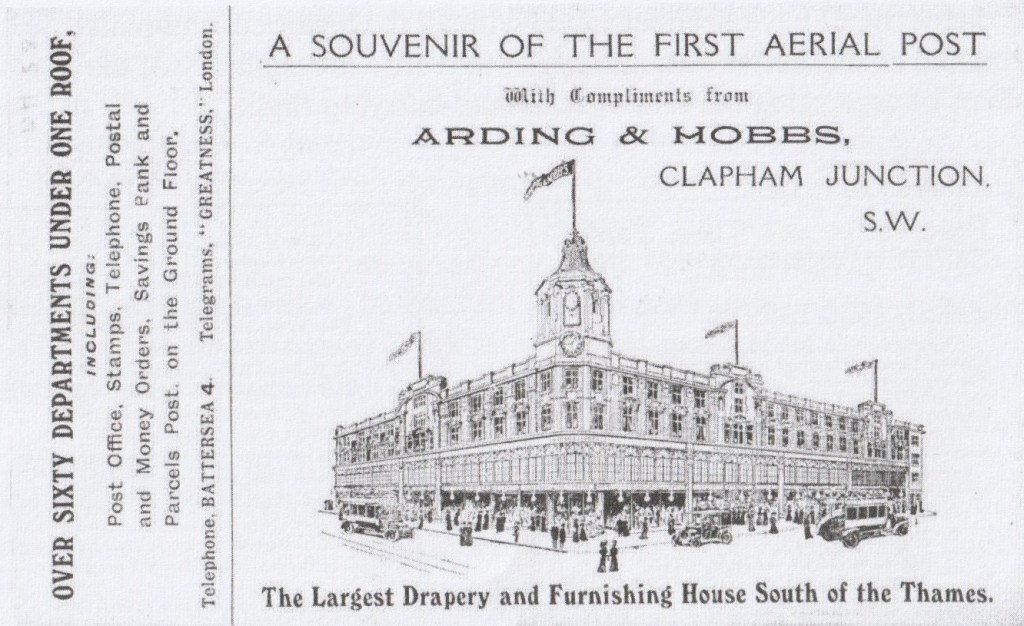 OVER SIXTY DEPARTMENTS UNDER ONE ROOF,
INCLUDING:
Post Office, Stamps, Telephone, Postal
and Money Orders, Savings Bank and
Parcels Post, on the Ground Floor.
Telephone, BATTERSEA 4. Telegrams, "GREATNESS," London.
A SOUVENIR OF THE FIRST AERIAL POST
With Compliments from
ARDING & HOBBS,
CLAPHAM JUNCTION,
S.W.
The Largest Drapery and Furnishing House South of the Thames.